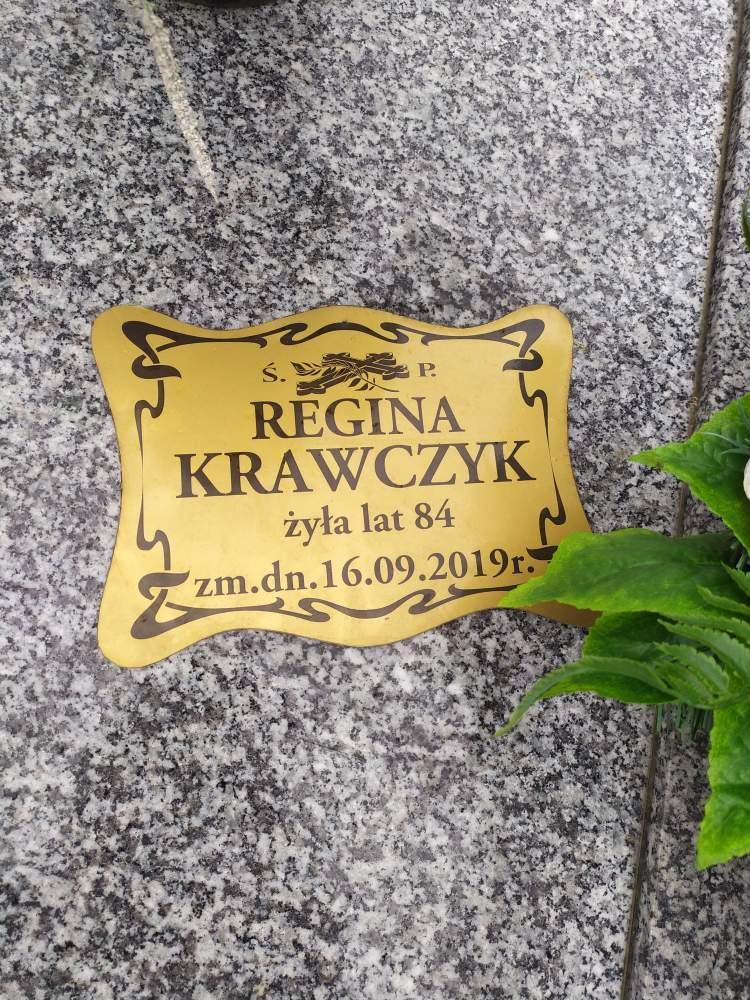 Ś. P.
REGINA
KRAWCZYK
żyła lat 84
zm.dn.16.09.2019r.